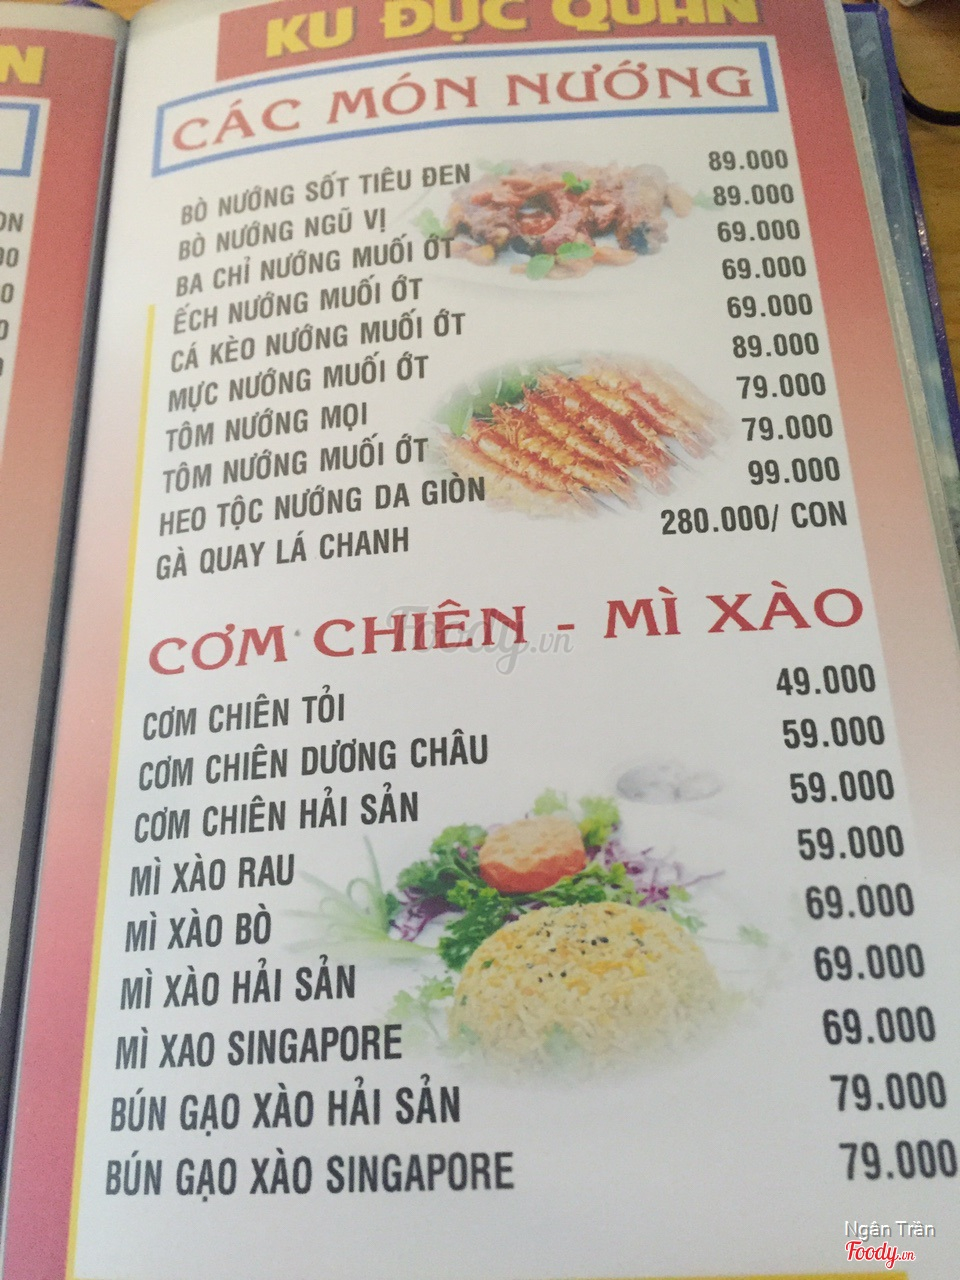 KU ĐỤC QUÁN
CÁC MÓN NƯỚNG
BÒ NƯỚNG SỐT TIÊU ĐEN 89.000
BÒ NƯỚNG NGŨ VỊ 89.000
BA CHỈ NƯỚNG MUỐI ỚT 69.000
ẾCH NƯỚNG MUỐI ỚT 69.000
CÁ KÈO NƯỚNG MUỐI ỚT 69.000
MỰC NƯỚNG MUỐI ỚT 89.000
TÔM NƯỚNG MỌI 79.000
TÔM NƯỚNG MUỐI ỚT 79.000
HEO TỘC NƯỚNG DA GIÒN 99.000
GÀ QUAY LÁ CHANH 280.000/ CON
CƠM CHIÊN - MÌ XÀO
Foody.vn
CƠM CHIÊN TỎI 49.000
CƠM CHIÊN DƯƠNG CHÂU 59.000
CƠM CHIÊN HẢI SẢN 59.000
MÌ XÀO RAU 59.000
MÌ XÀO BÒ 69.000
MÌ XÀO HẢI SẢN 69.000
MÌ XAO SINGAPORE 69.000
BÚN GẠO XÀO HẢI SẢN 79.000
BÚN GẠO XÀO SINGAPORE 79.000
Ngân Trần
Foody.vn